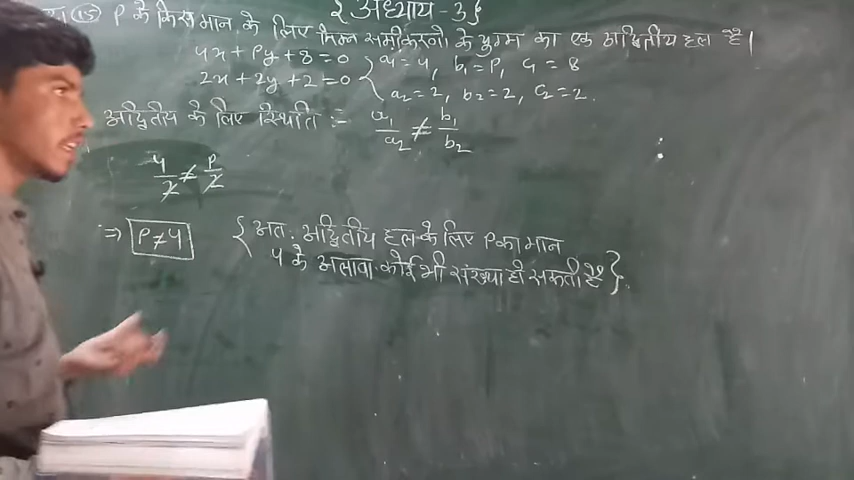 {अध्याय-3}
(15) P के किस मान के लिए निम्न समीकरणो के युग्म का एक अद्वितीय हल है।
4x + Py + 8 = 0 { a1 = 4, b1 = P, C1 = 8
2x + 2y + 2 = 0 a2 = 2, b2 = 2, C2 = 2.
अद्वितीय के लिए स्थिति :- a1/a2 ≠ b1/b2
4/2 ≠ P/2
⇒ P ≠ 4 { अत: अद्वितीय हल के लिए P का मान
4 के अलावा कोई भी संख्या हो सकती है }.